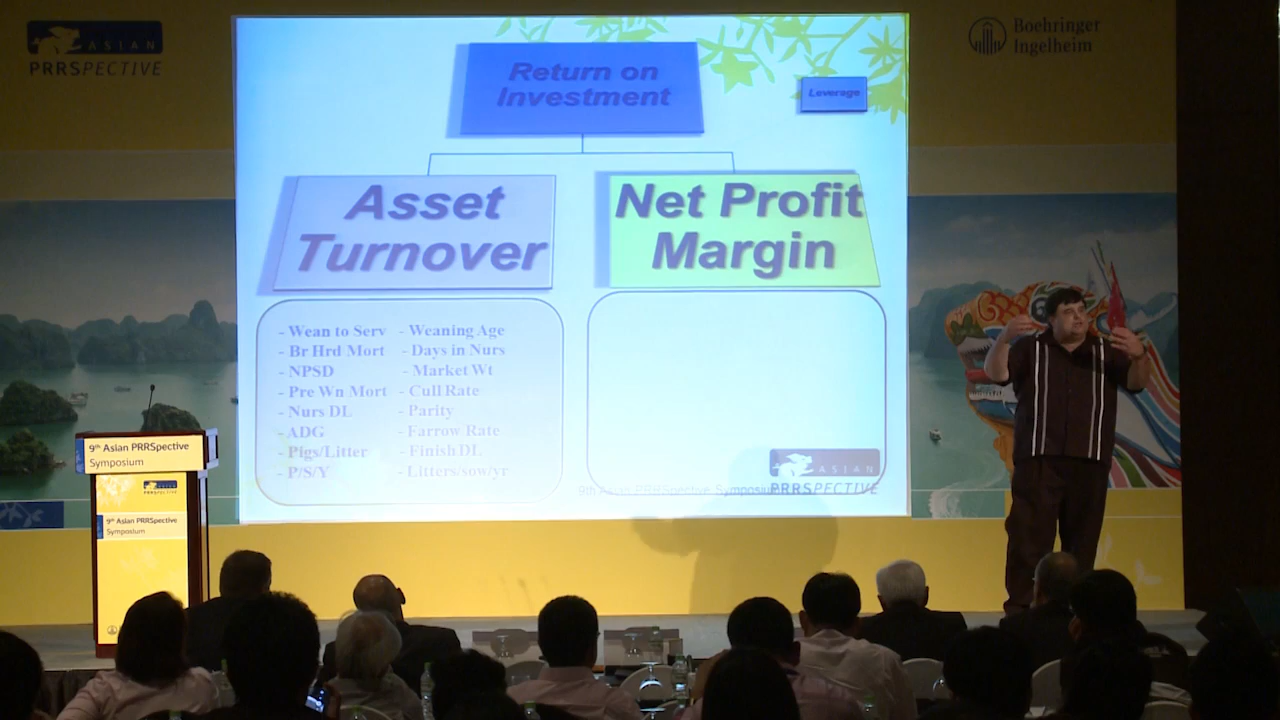 ASIAN
PRRSPECTIVE
Boehringer
Ingelheim
Return on
Investment
Leverage
Asset
Turnover
Net Profit
Margin
- Wean to Serv - Weaning Age
- Br Hrd Mort - Days in Nurs
- NPSD - Market Wt
- Pre Wn Mort - Cull Rate
- Nurs DL - Parity
- ADG - Farrow Rate
- Pigs/Litter - Finish DL
- P/S/Y - Litters/sow/yr
ASIAN
PRRSPECTIVE
9th Asian PRRSpective Symposium
9th Asian PRRSpective
Symposium
9th Asian PRRSpective
Symposium